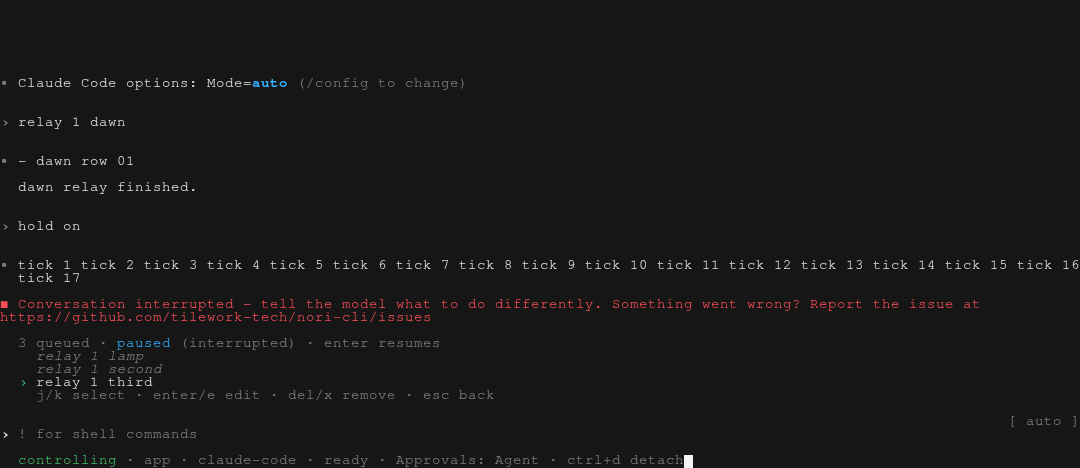 • Claude Code options: Mode=auto (/config to change)
› relay 1 dawn
• - dawn row 01
dawn relay finished.
› hold on
• tick 1 tick 2 tick 3 tick 4 tick 5 tick 6 tick 7 tick 8 tick 9 tick 10 tick 11 tick 12 tick 13 tick 14 tick 15 tick 16
tick 17
■ Conversation interrupted - tell the model what to do differently. Something went wrong? Report the issue at
https://github.com/tilework-tech/nori-cli/issues
3 queued · paused (interrupted) · enter resumes
relay 1 lamp
relay 1 second
› relay 1 third
j/k select · enter/e edit · del/x remove · esc back
[ auto ]
› ! for shell commands
controlling · app · claude-code · ready · Approvals: Agent · ctrl+d detach